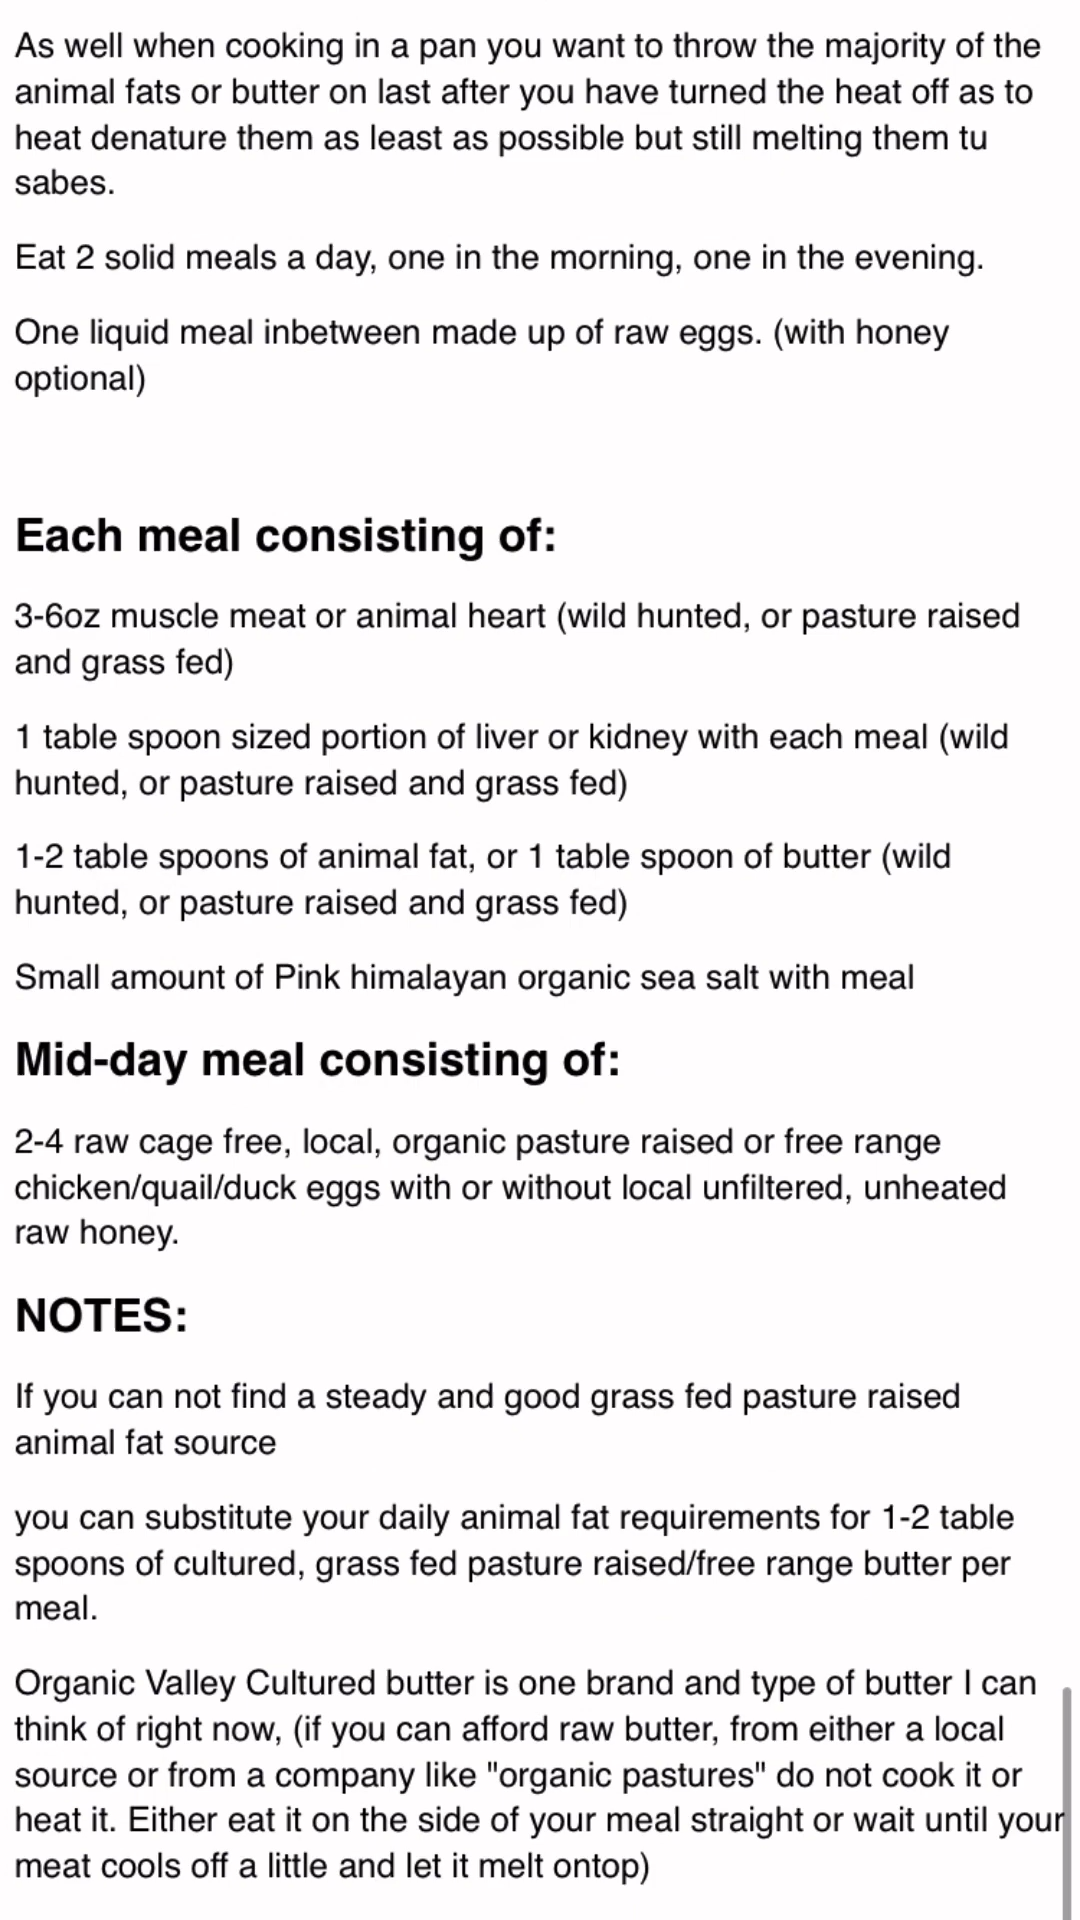 As well when cooking in a pan you want to throw the majority of the
animal fats or butter on last after you have turned the heat off as to
heat denature them as least as possible but still melting them tu
sabes.
Eat 2 solid meals a day, one in the morning, one in the evening.
One liquid meal inbetween made up of raw eggs. (with honey
optional)
Each meal consisting of:
3-6oz muscle meat or animal heart (wild hunted, or pasture raised
and grass fed)
1 table spoon sized portion of liver or kidney with each meal (wild
hunted, or pasture raised and grass fed)
1-2 table spoons of animal fat, or 1 table spoon of butter (wild
hunted, or pasture raised and grass fed)
Small amount of Pink himalayan organic sea salt with meal
Mid-day meal consisting of:
2-4 raw cage free, local, organic pasture raised or free range
chicken/quail/duck eggs with or without local unfiltered, unheated
raw honey.
NOTES:
If you can not find a steady and good grass fed pasture raised
animal fat source
you can substitute your daily animal fat requirements for 1-2 table
spoons of cultured, grass fed pasture raised/free range butter per
meal.
Organic Valley Cultured butter is one brand and type of butter I can
think of right now, (if you can afford raw butter, from either a local
source or from a company like "organic pastures" do not cook it or
heat it. Either eat it on the side of your meal straight or wait until your
meat cools off a little and let it melt ontop)